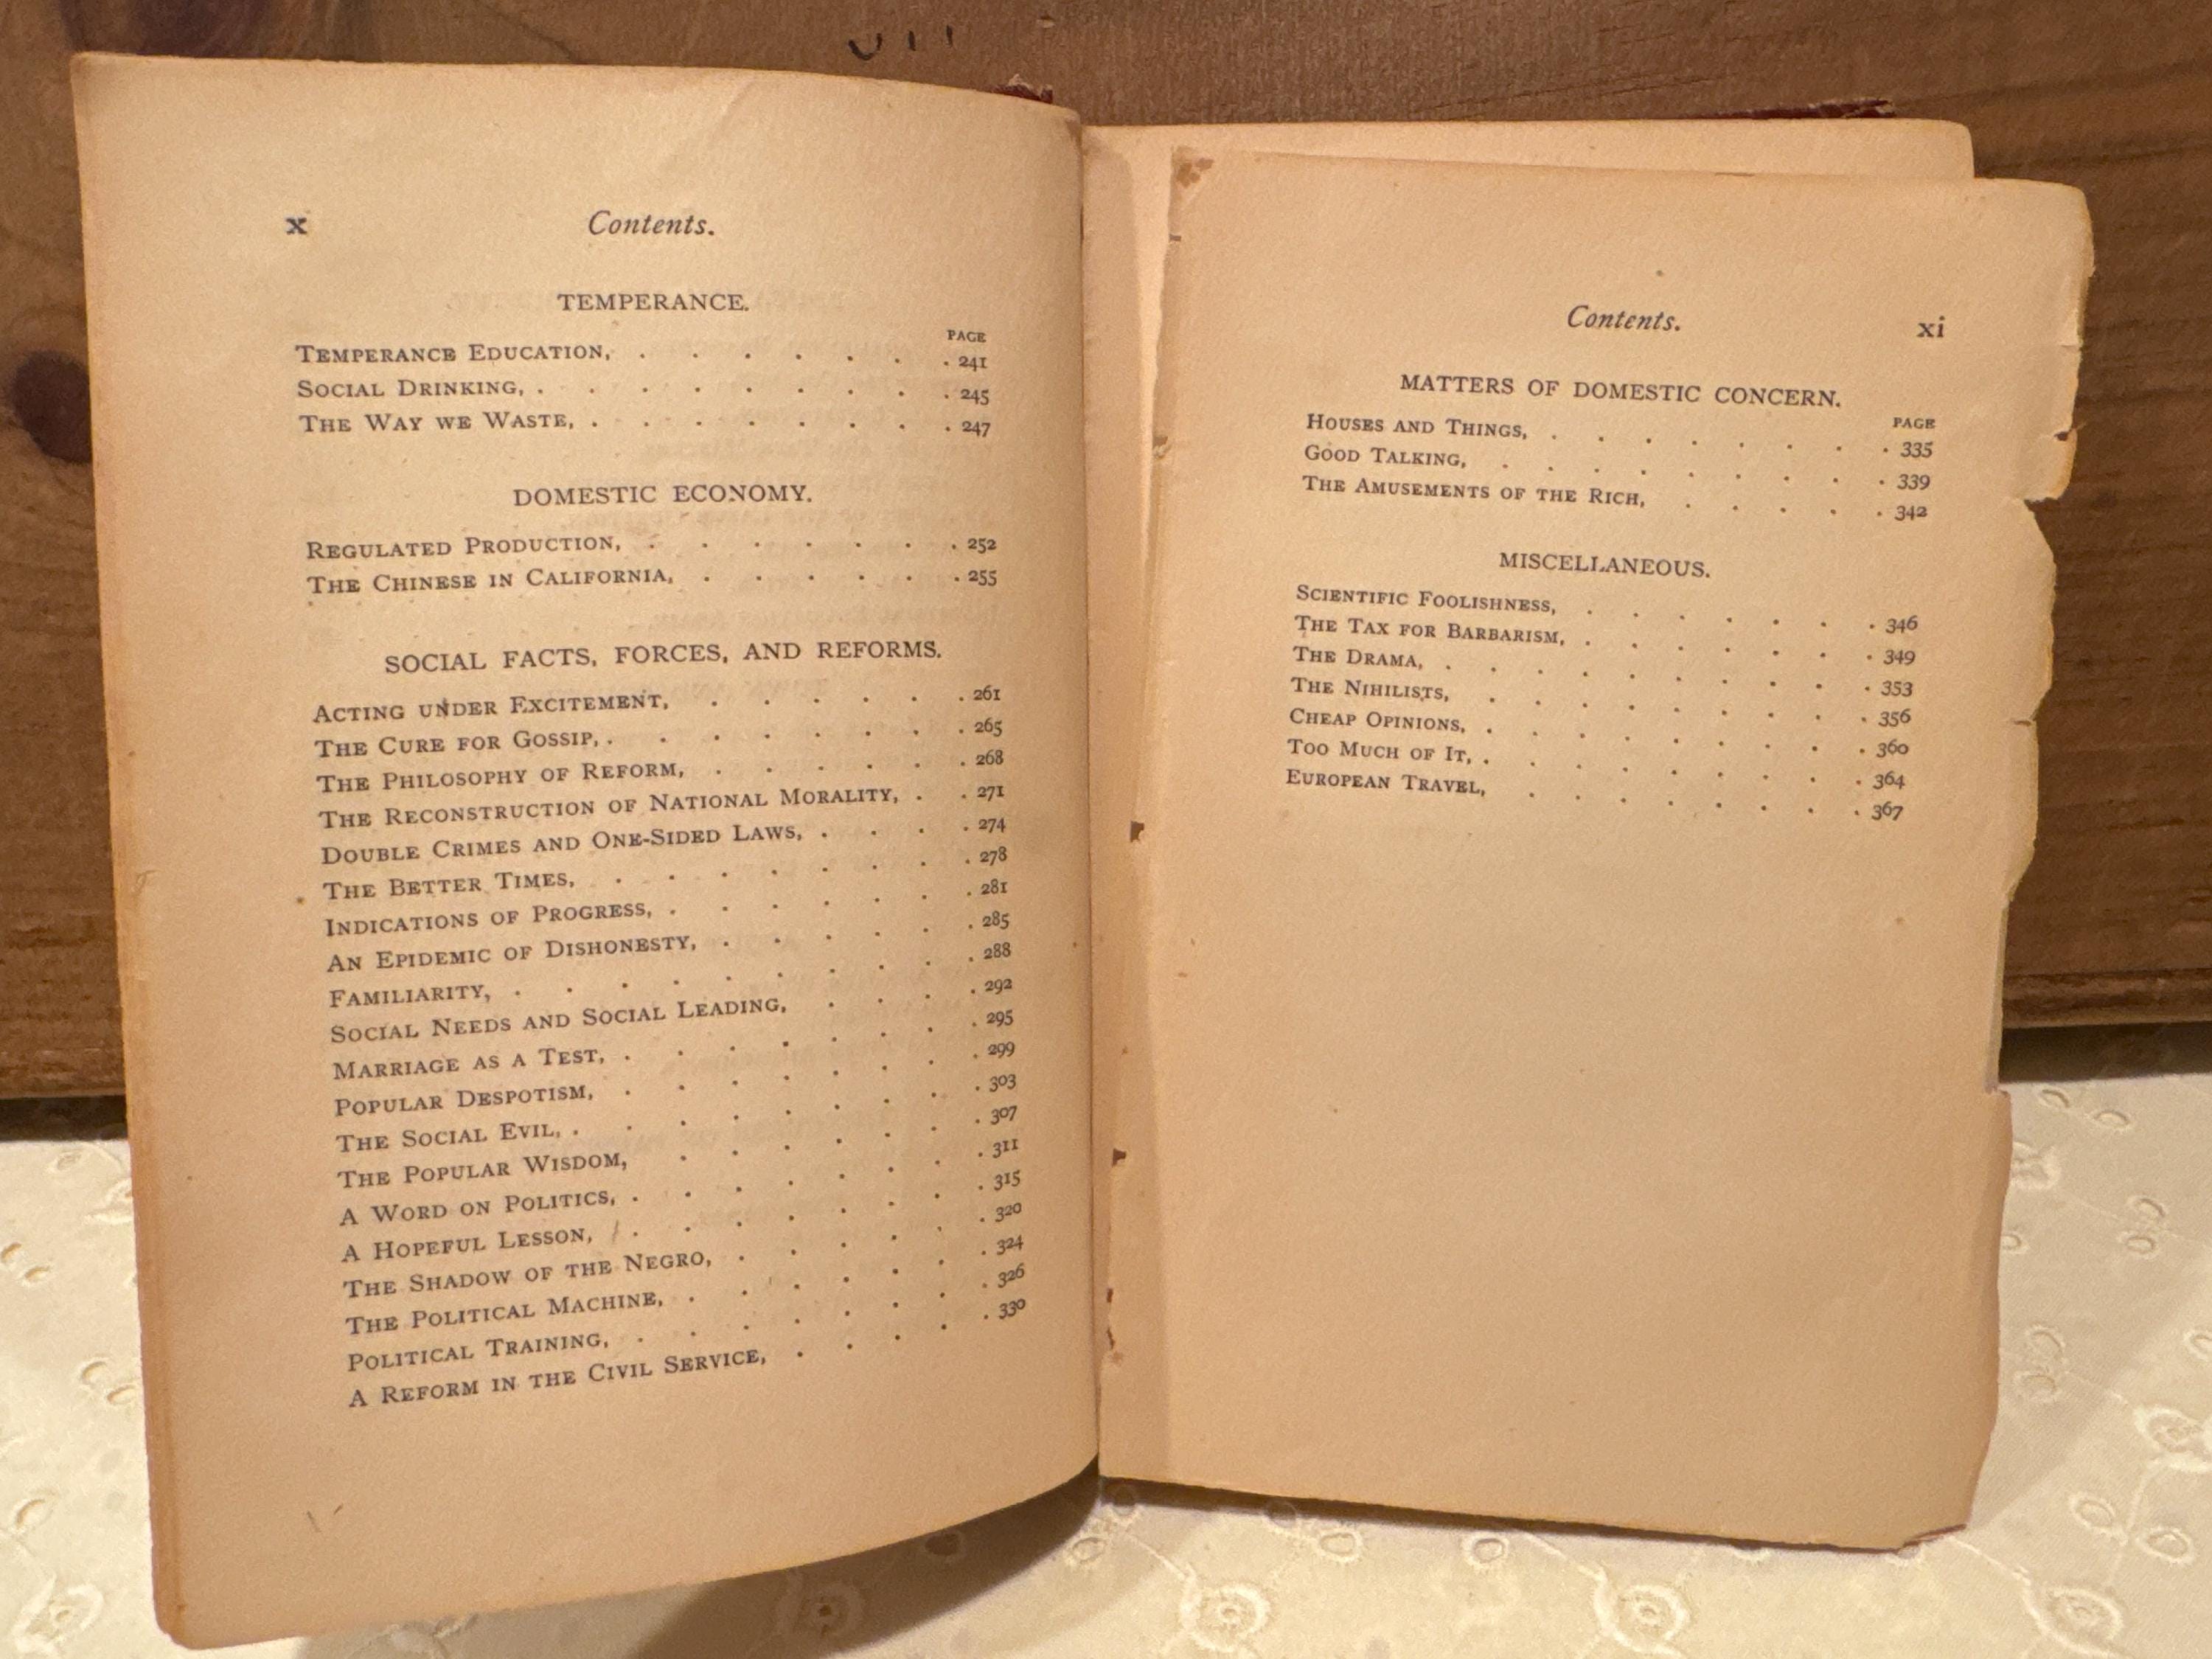 x Contents.
TEMPERANCE.
PAGE
TEMPERANCE EDUCATION, . . . . . . . 241
SOCIAL DRINKING, . . . . . . . . . 245
THE WAY WE WASTE, . . . . . . . . 247
DOMESTIC ECONOMY.
REGULATED PRODUCTION, . . . . . . . 252
THE CHINESE IN CALIFORNIA, . . . . . . 255
SOCIAL FACTS, FORCES, AND REFORMS.
ACTING UNDER EXCITEMENT, . . . . . . 261
THE CURE FOR GOSSIP, . . . . . . . . 265
THE PHILOSOPHY OF REFORM, . . . . . . 268
THE RECONSTRUCTION OF NATIONAL MORALITY, . . 271
DOUBLE CRIMES AND ONE-SIDED LAWS, . . . . 274
THE BETTER TIMES, . . . . . . . . 278
INDICATIONS OF PROGRESS, . . . . . . . 281
AN EPIDEMIC OF DISHONESTY, . . . . . . 285
FAMILIARITY, . . . . . . . . . . 288
SOCIAL NEEDS AND SOCIAL LEADING, . . . . 292
MARRIAGE AS A TEST, . . . . . . . . 295
POPULAR DESPOTISM, . . . . . . . . 299
THE SOCIAL EVIL, . . . . . . . . . 303
THE POPULAR WISDOM, . . . . . . . 307
A WORD ON POLITICS, . . . . . . . . 311
A HOPEFUL LESSON, . . . . . . . . 315
THE SHADOW OF THE NEGRO, . . . . . . 320
THE POLITICAL MACHINE, . . . . . . . 324
POLITICAL TRAINING, . . . . . . . . 326
A REFORM IN THE CIVIL SERVICE, . . . . . 330
Contents. xi
MATTERS OF DOMESTIC CONCERN.
PAGE
HOUSES AND THINGS, . . . . . . . . 335
GOOD TALKING, . . . . . . . . . 339
THE AMUSEMENTS OF THE RICH, . . . . . 342
MISCELLANEOUS.
SCIENTIFIC FOOLISHNESS, . . . . . . . 346
THE TAX FOR BARBARISM, . . . . . . . 349
THE DRAMA, . . . . . . . . . . 353
THE NIHILISTS, . . . . . . . . . 356
CHEAP OPINIONS, . . . . . . . . . 360
TOO MUCH OF IT, . . . . . . . . . 364
EUROPEAN TRAVEL, . . . . . . . . 367